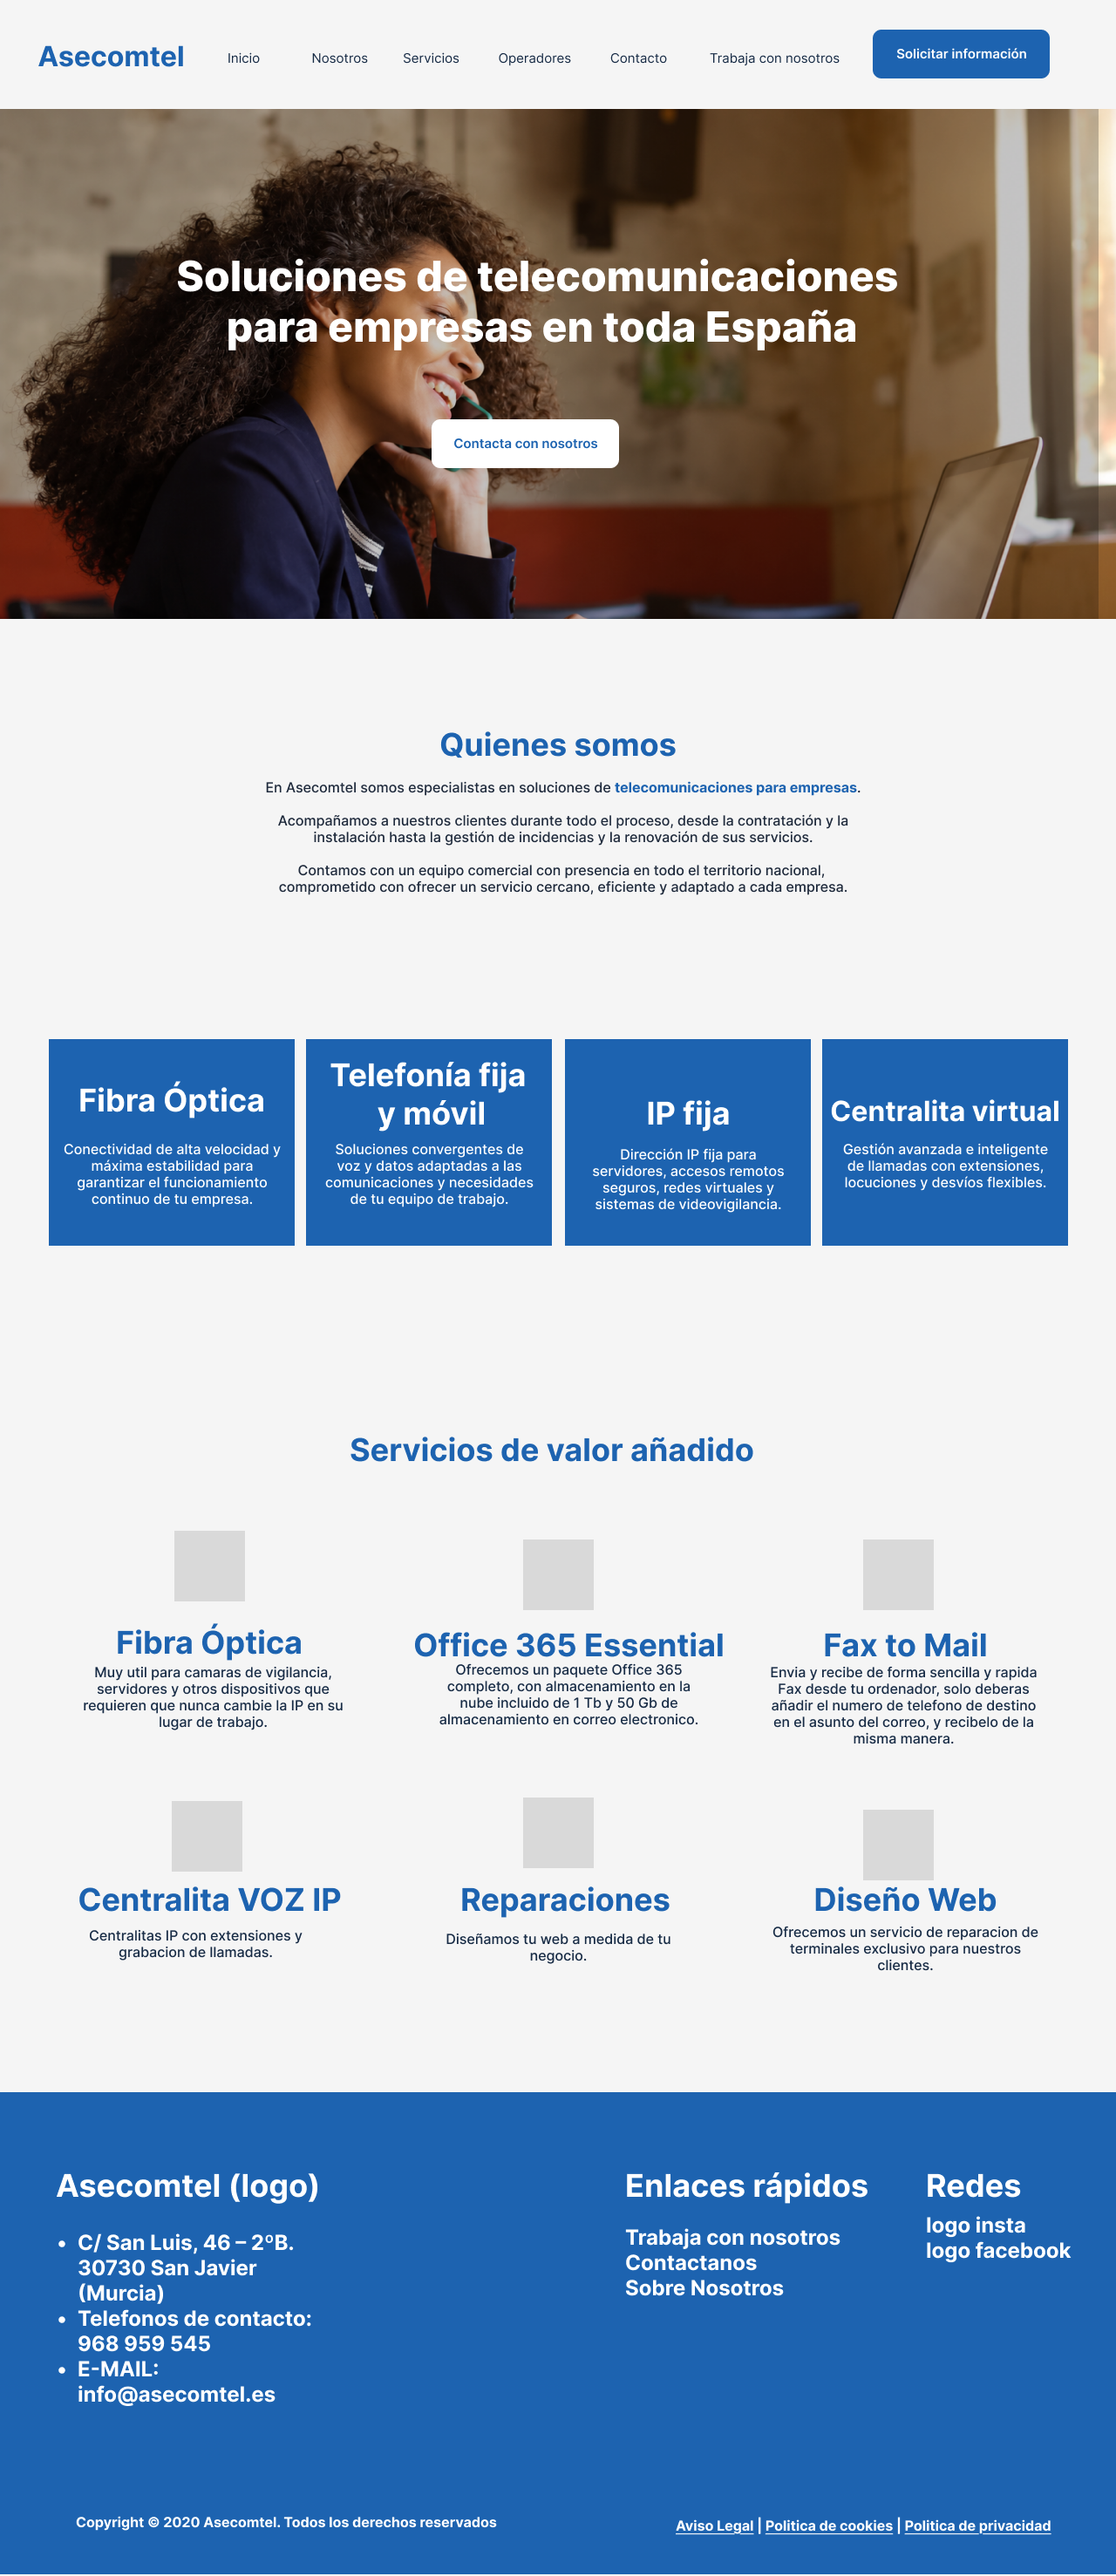 Asecomtel
Inicio
Nosotros
Servicios
Operadores
Contacto
Trabaja con nosotros
Solicitar información
Soluciones de telecomunicaciones
para empresas en toda España
Contacta con nosotros
Quienes somos
En Asecomtel somos especialistas en soluciones de telecomunicaciones para empresas.
Acompañamos a nuestros clientes durante todo el proceso, desde la contratación y la
instalación hasta la gestión de incidencias y la renovación de sus servicios.
Contamos con un equipo comercial con presencia en todo el territorio nacional,
comprometido con ofrecer un servicio cercano, eficiente y adaptado a cada empresa.
Fibra Óptica
Conectividad de alta velocidad y
máxima estabilidad para
garantizar el funcionamiento
continuo de tu empresa.
Telefonía fija
y móvil
Soluciones convergentes de
voz y datos adaptadas a las
comunicaciones y necesidades
de tu equipo de trabajo.
IP fija
Dirección IP fija para
servidores, accesos remotos
seguros, redes virtuales y
sistemas de videovigilancia.
Centralita virtual
Gestión avanzada e inteligente
de llamadas con extensiones,
locuciones y desvíos flexibles.
Servicios de valor añadido
Fibra Óptica
Muy util para camaras de vigilancia,
servidores y otros dispositivos que
requieren que nunca cambie la IP en su
lugar de trabajo.
Office 365 Essential
Ofrecemos un paquete Office 365
completo, con almacenamiento en la
nube incluido de 1 Tb y 50 Gb de
almacenamiento en correo electronico.
Fax to Mail
Envia y recibe de forma sencilla y rapida
Fax desde tu ordenador, solo deberas
añadir el numero de telefono de destino
en el asunto del correo, y recibelo de la
misma manera.
Centralita VOZ IP
Centralitas IP con extensiones y
grabacion de llamadas.
Reparaciones
Diseñamos tu web a medida de tu
negocio.
Diseño Web
Ofrecemos un servicio de reparacion de
terminales exclusivo para nuestros
clientes.
Asecomtel (logo)
• C/ San Luis, 46 – 2ºB.
30730 San Javier
(Murcia)
• Telefonos de contacto:
968 959 545
• E-MAIL:
info@asecomtel.es
Enlaces rápidos
Trabaja con nosotros
Contactanos
Sobre Nosotros
Redes
logo insta
logo facebook
Copyright © 2020 Asecomtel. Todos los derechos reservados
Aviso Legal | Politica de cookies | Politica de privacidad